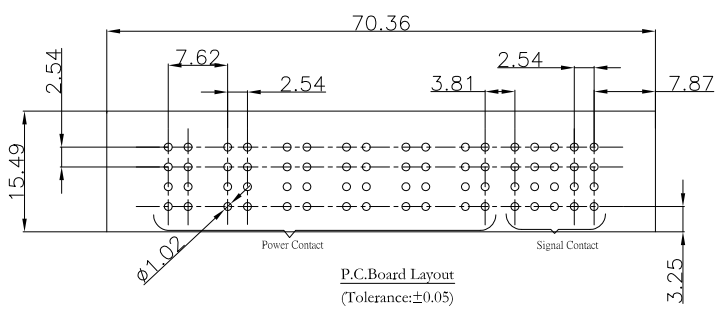 70.36
7.62
2.54
2.54
2.54
3.81
7.87
15.49
ø1.02
Power Contact
Signal Contact
3.25
P.C.Board Layout
(Tolerance:±0.05)